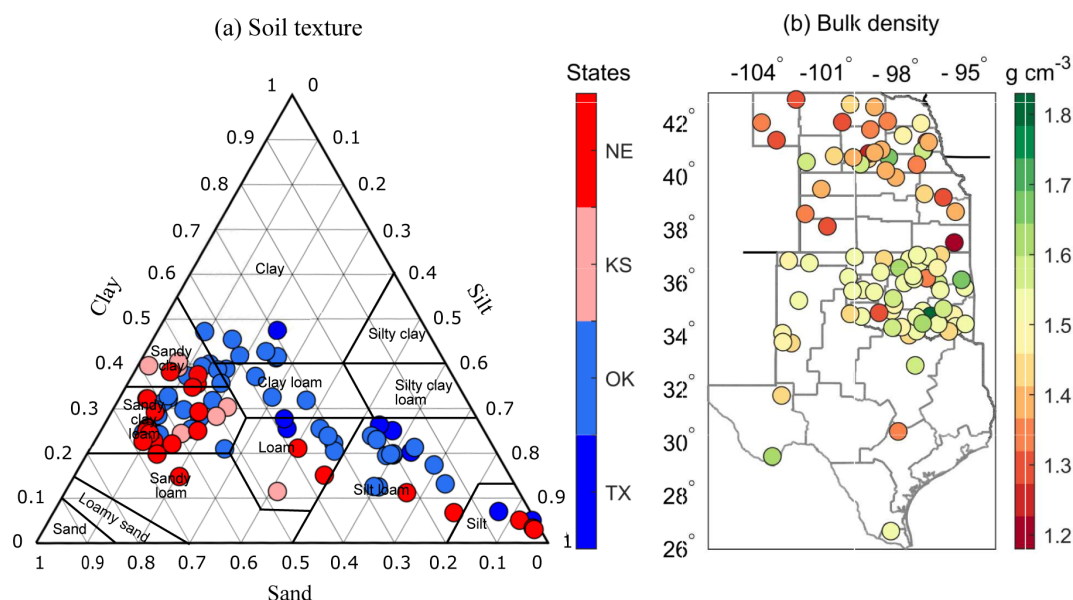 (a) Soil texture
(b) Bulk density
States
-104° -101° -98° -95°
g cm-3
1 0
0.9 0.1
0.8 0.2
0.7 0.3
0.6 0.4
0.5 0.5
0.4 0.6
0.3 0.7
0.2 0.8
0.1 0.9
0 1
Clay
Silt
Sand
1 0.9 0.8 0.7 0.6 0.5 0.4 0.3 0.2 0.1 0
Clay
Silty clay
Sandy
clay
Clay loam
Silty clay
loam
Sandy
clay
loam
Loam
Sandy
loam
Silt loam
Loamy sand
Sand
Silt
NE
KS
OK
TX
42°
40°
38°
36°
34°
32°
30°
28°
26°
1.8
1.7
1.6
1.5
1.4
1.3
1.2